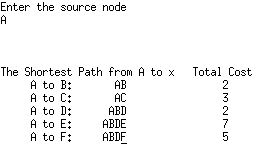 Enter the source node
A
The Shortest Path from A to x Total Cost
A to B: AB 2
A to C: AC 3
A to D: ABD 2
A to E: ABDE 7
A to F: ABDF 5